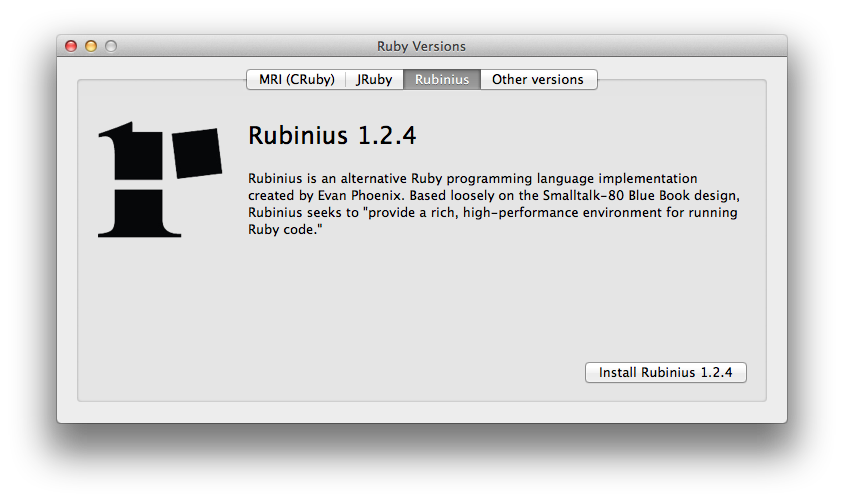 Ruby Versions
MRI (CRuby) JRuby Rubinius Other versions
Rubinius 1.2.4
Rubinius is an alternative Ruby programming language implementation
created by Evan Phoenix. Based loosely on the Smalltalk-80 Blue Book design,
Rubinius seeks to "provide a rich, high-performance environment for running
Ruby code."
Install Rubinius 1.2.4